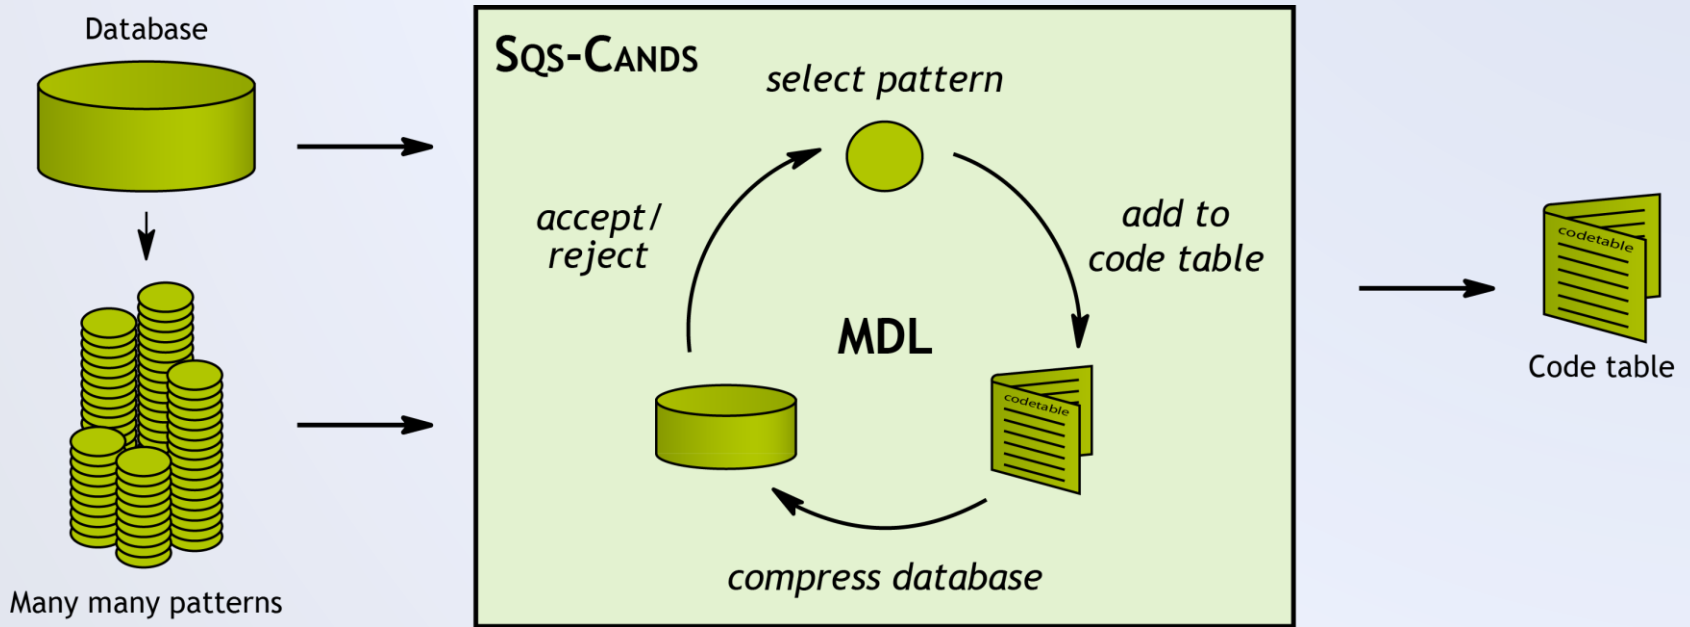 Database
Many many patterns
SQS-CANDS
select pattern
add to
code table
codetable
compress database
accept/
reject
MDL
codetable
Code table